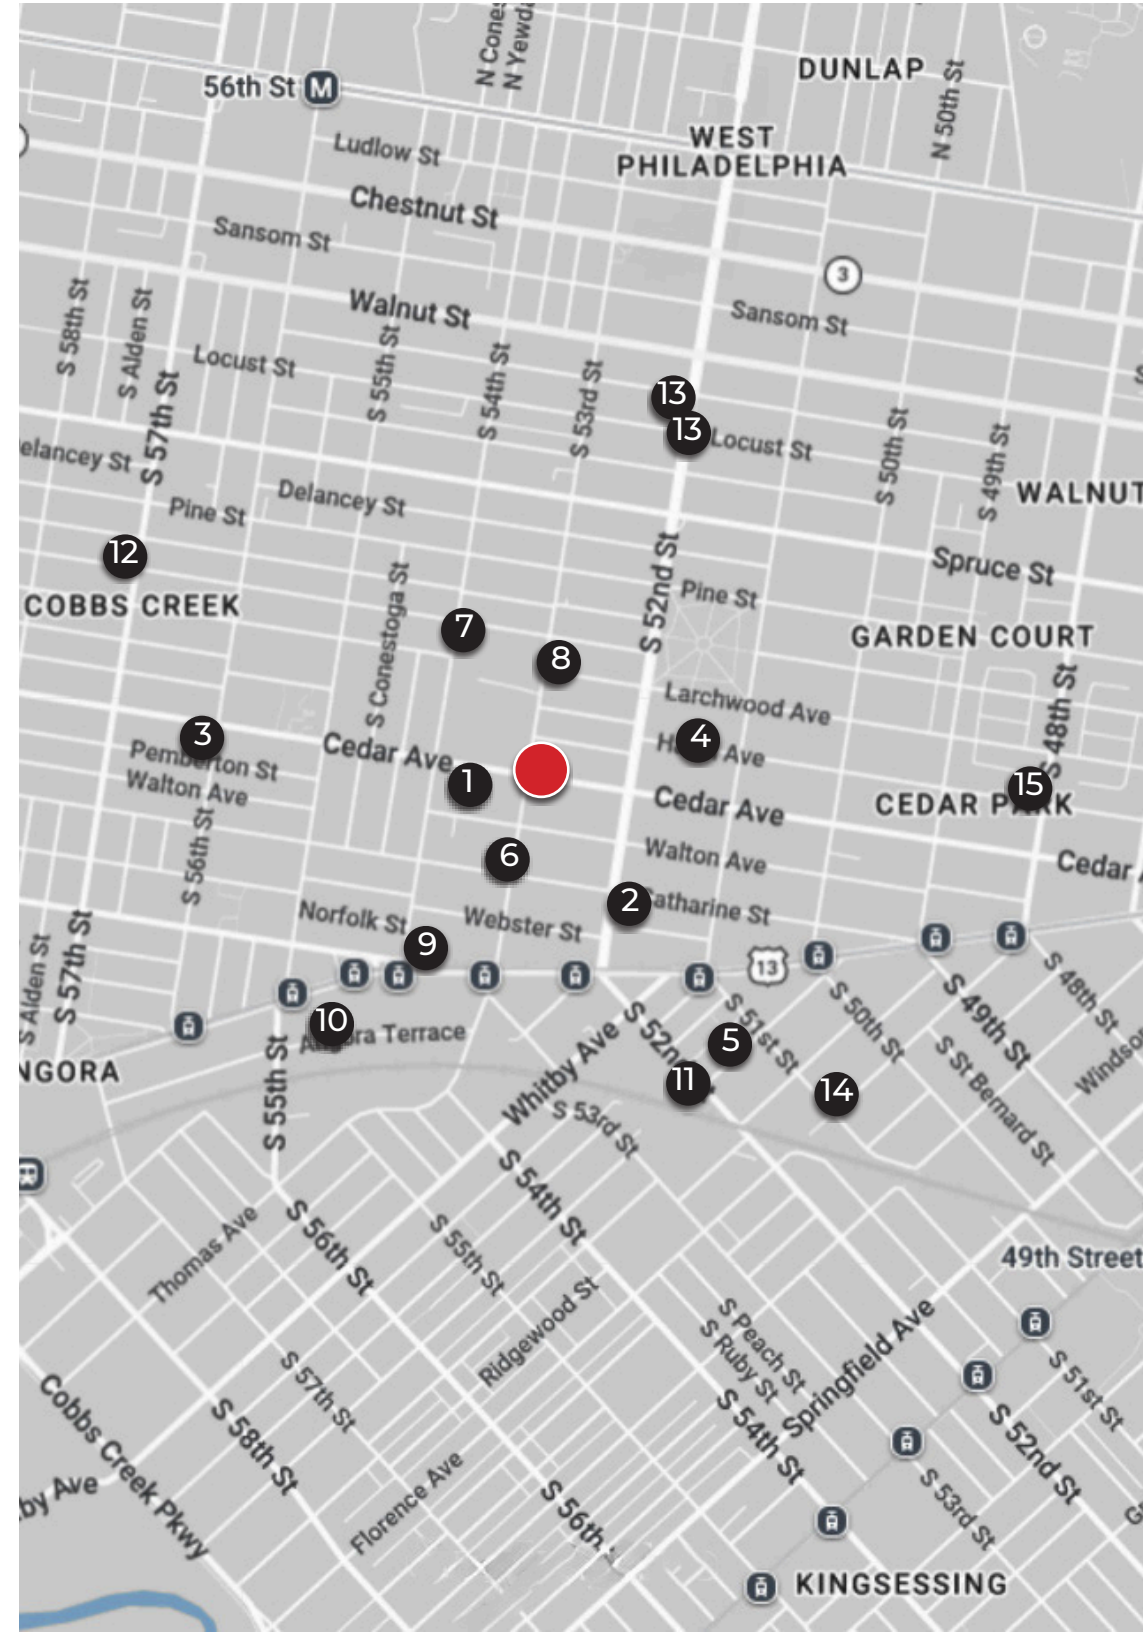 N Cones
N Yewda
DUNLAP
56th St
M
N 50th St
WEST
PHILADELPHIA
Ludlow St
Chestnut St
Sansom St
3
Walnut St
Sansom St
S 58th St
S Alden St
Locust St
S 55th St
S 54th St
S 53rd St
S 57th St
13
13
Locust St
S 50th St
S 49th St
elancey St
Delancey St
WALNUT
Pine St
12
Spruce St
S 52nd St
Pine St
COBBS CREEK
S Conestoga St
7
8
GARDEN COURT
Larchwood Ave
S 48th St
3
Pemberton St
Cedar Ave
4
Ave
Walton Ave
1
15
Cedar Ave
CEDAR PARK
S 56th St
6
Walton Ave
Cedar
2
Catharine St
Norfolk St
Webster St
9
S Alden St
S 57th St
13
S 48th St
S 49th St
S 50th St
S 51st St
S 52nd
10
Angora Terrace
Whitby Ave
5
NGORA
S 55th St
11
14
S St Bernard St
Windso
S 53rd St
S 54th St
S 56th St
S 55th St
Thomas Ave
49th Street
Ridgewood St
S Peach St
S Ruby St
Springfield Ave
S 57th St
S 51st St
Cobbs Creek Pkwy
S 58th St
S 54th St
S 52nd St
by Ave
Florence Ave
S 56th
S 53rd St
KINGSESSING